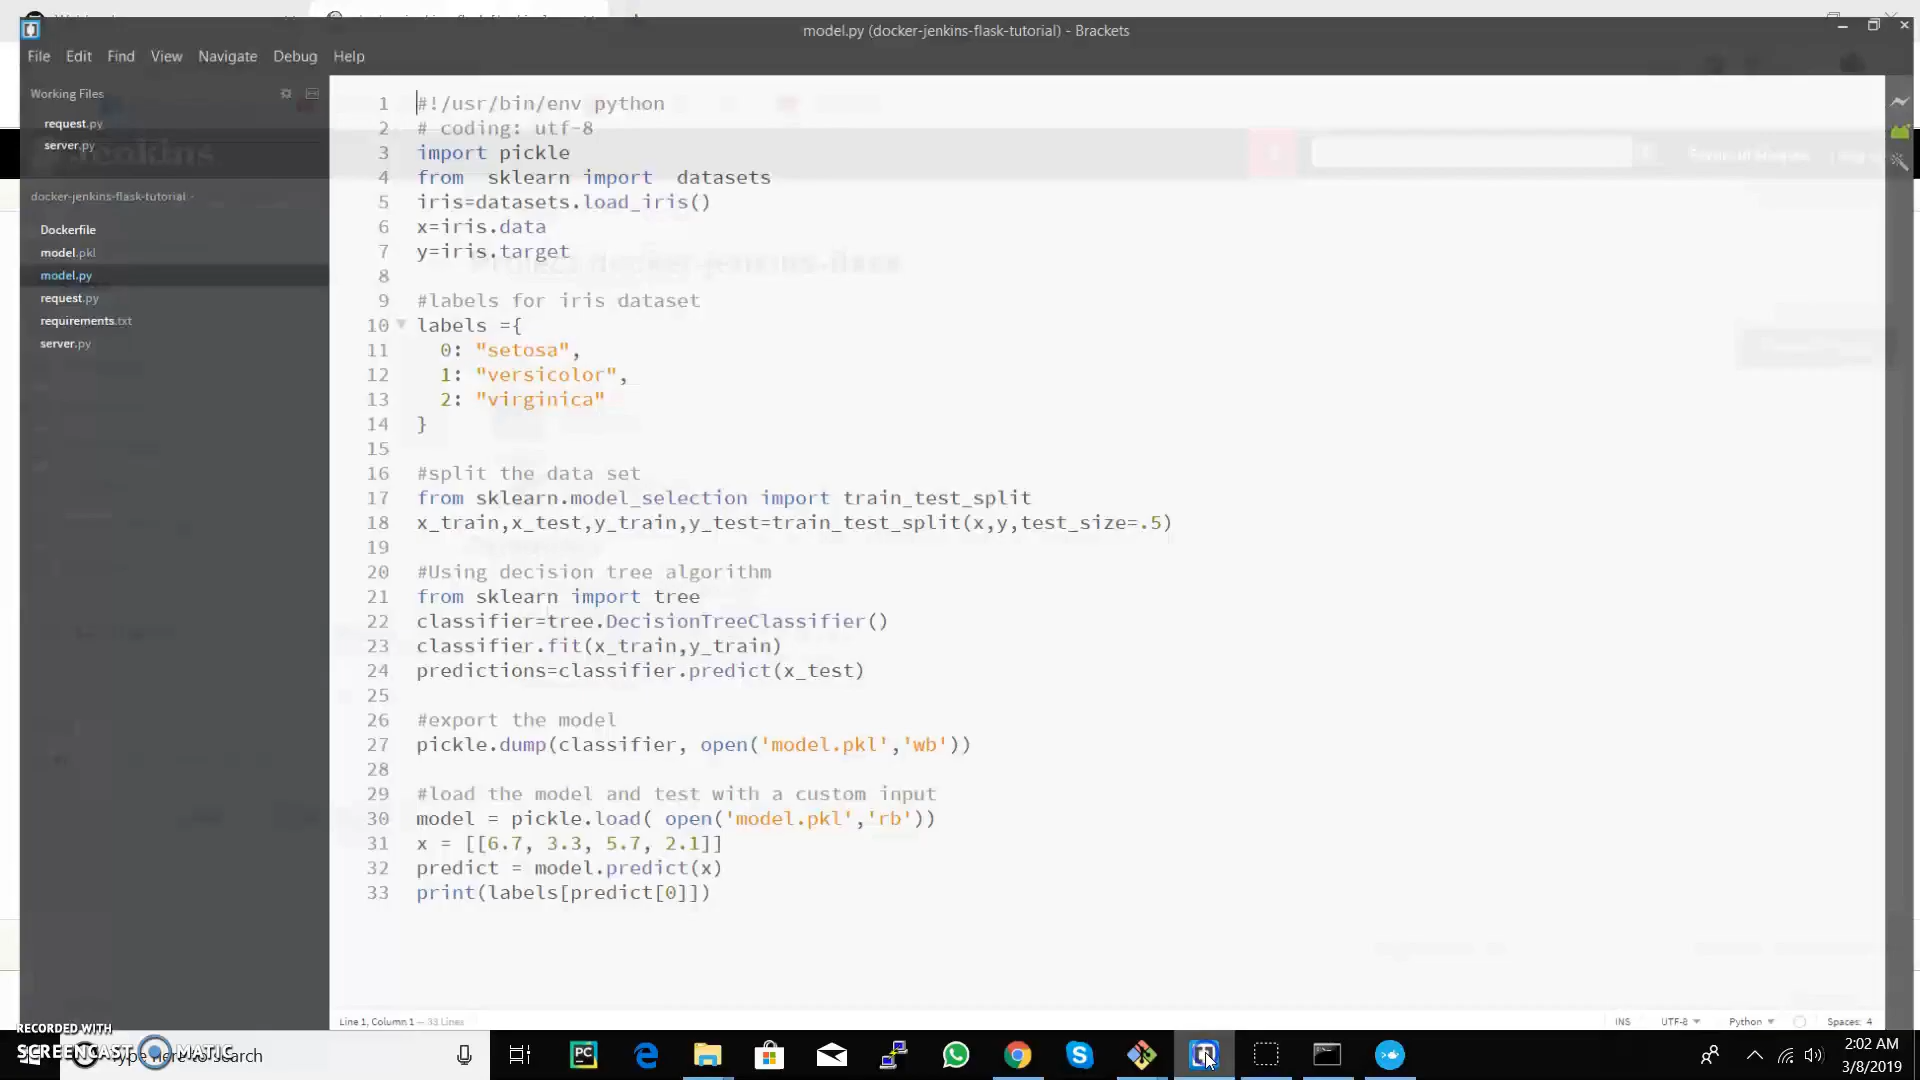 model.py (docker-jenkins-flask-tutorial) - Brackets
File Edit Find View Navigate Debug Help
Working Files
request.py
server.py
Jenkins
docker-jenkins-flask-tutorial
Dockerfile
model.pkl
model.py
request.py
requirements.txt
server.py
1 #!/usr/bin/env python
2 # coding: utf-8
3 import pickle
4 from  sklearn import  datasets
5 iris=datasets.load_iris()
6 x=iris.data
7 y=iris.target
Project docker-jenkins-flask
8
9 #labels for iris dataset
10 labels ={
11   0: "setosa",
12   1: "versicolor",
13   2: "virginica"
14 }
15
16 #split the data set
17 from sklearn.model_selection import train_test_split
18 x_train,x_test,y_train,y_test=train_test_split(x,y,test_size=.5)
19
20 #Using decision tree algorithm
21 from sklearn import tree
22 classifier=tree.DecisionTreeClassifier()
23 classifier.fit(x_train,y_train)
24 predictions=classifier.predict(x_test)
25
26 #export the model
27 pickle.dump(classifier, open('model.pkl','wb'))
28
29 #load the model and test with a custom input
30 model = pickle.load( open('model.pkl','rb'))
31 x = [[6.7, 3.3, 5.7, 2.1]]
32 predict = model.predict(x)
33 print(labels[predict[0]])
Line 1, Column 1 — 33 Lines
INS UTF-8 Python Spaces: 4
RECORDED WITH
SCREENCAST MATIC
Type here to search
2:02 AM
3/8/2019